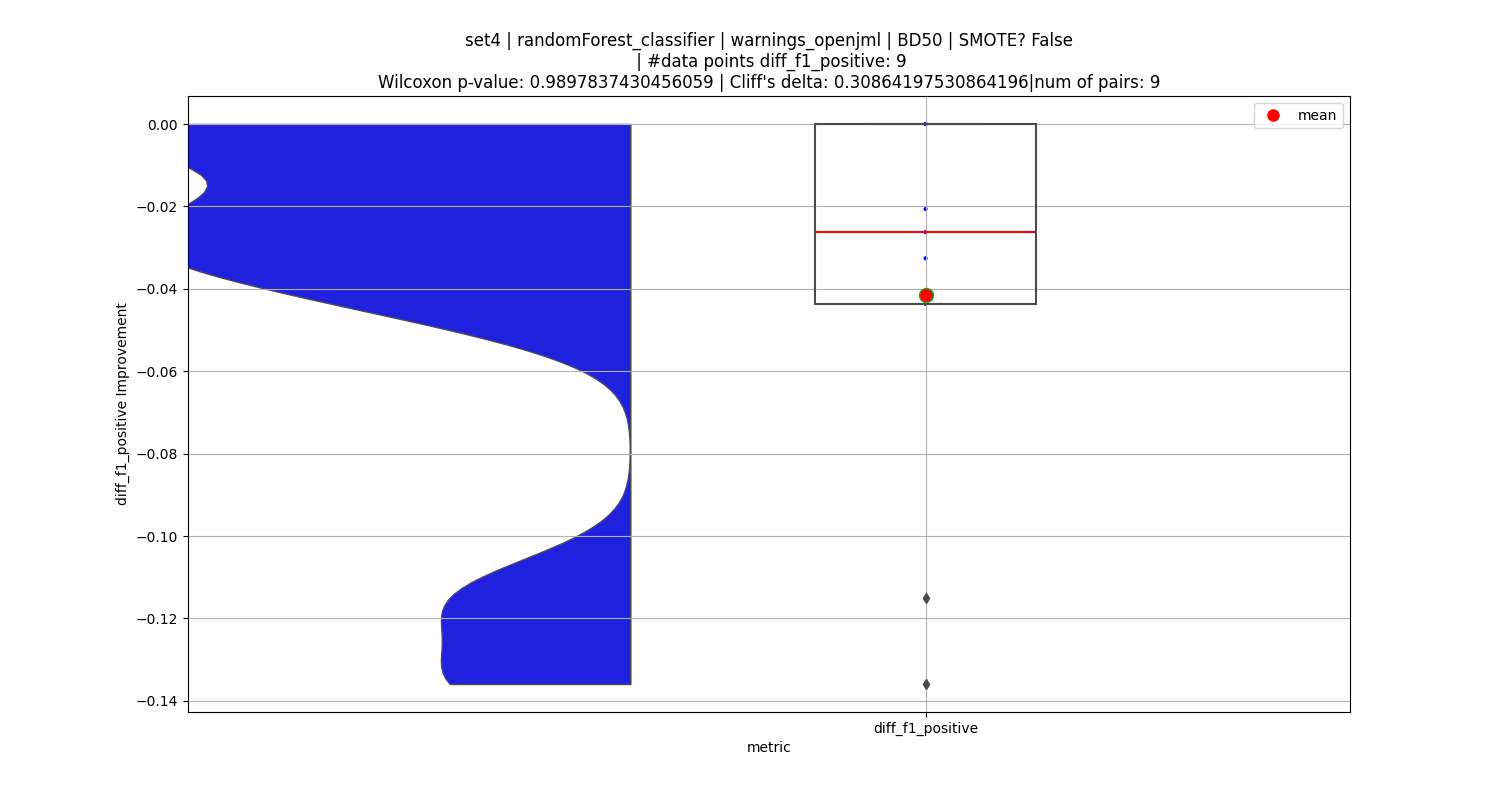 set4 | randomForest_classifier | warnings_openjml | BD50 | SMOTE? False
| #data points diff_f1_positive: 9
Wilcoxon p-value: 0.9897837430456059 | Cliff's delta: 0.30864197530864196|num of pairs: 9
mean
0.00
−0.02
−0.04
−0.06
−0.08
−0.10
−0.12
−0.14
diff_f1_positive Improvement
diff_f1_positive
metric